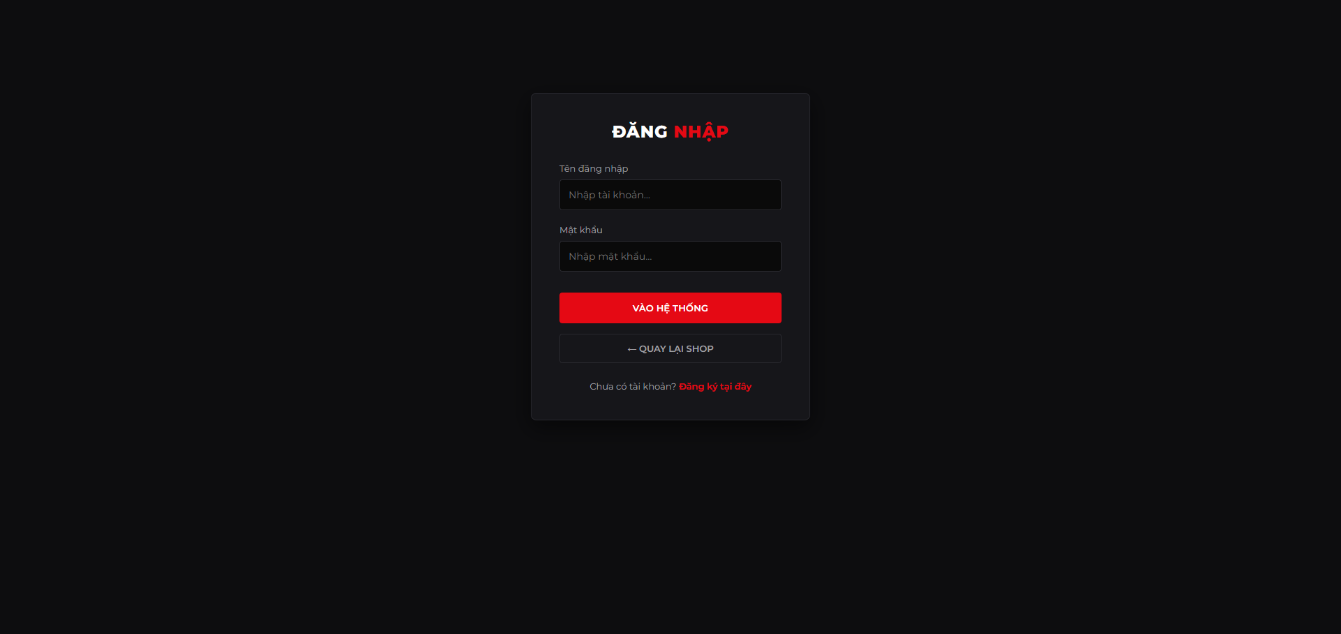 ĐĂNG NHẬP
Tên đăng nhập
Nhập tài khoản...
Mật khẩu
Nhập mật khẩu...
VÀO HỆ THỐNG
← QUAY LẠI SHOP
Chưa có tài khoản? Đăng ký tại đây